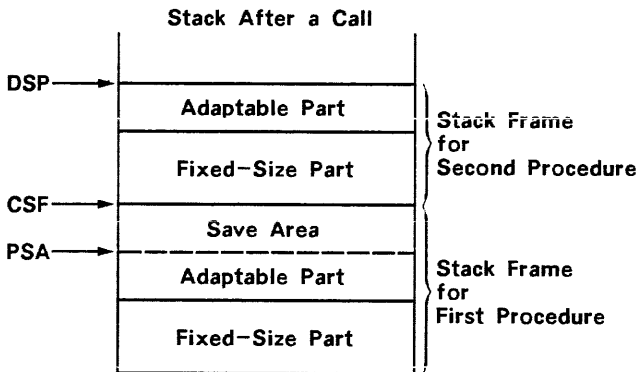 Stack After a Call
DSP
Adaptable Part
Stack Frame
for
Second Procedure
Fixed-Size Part
CSF
Save Area
PSA
Adaptable Part
Stack Frame
for
First Procedure
Fixed-Size Part